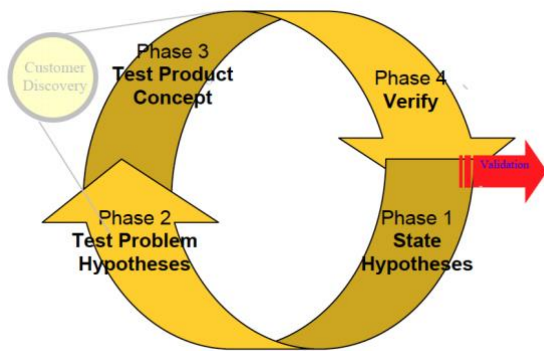 Customer
Discovery
Phase 3
Test Product
Concept
Phase 4
Verify
Validation
Phase 2
Test Problem
Hypotheses
Phase 1
State
Hypotheses